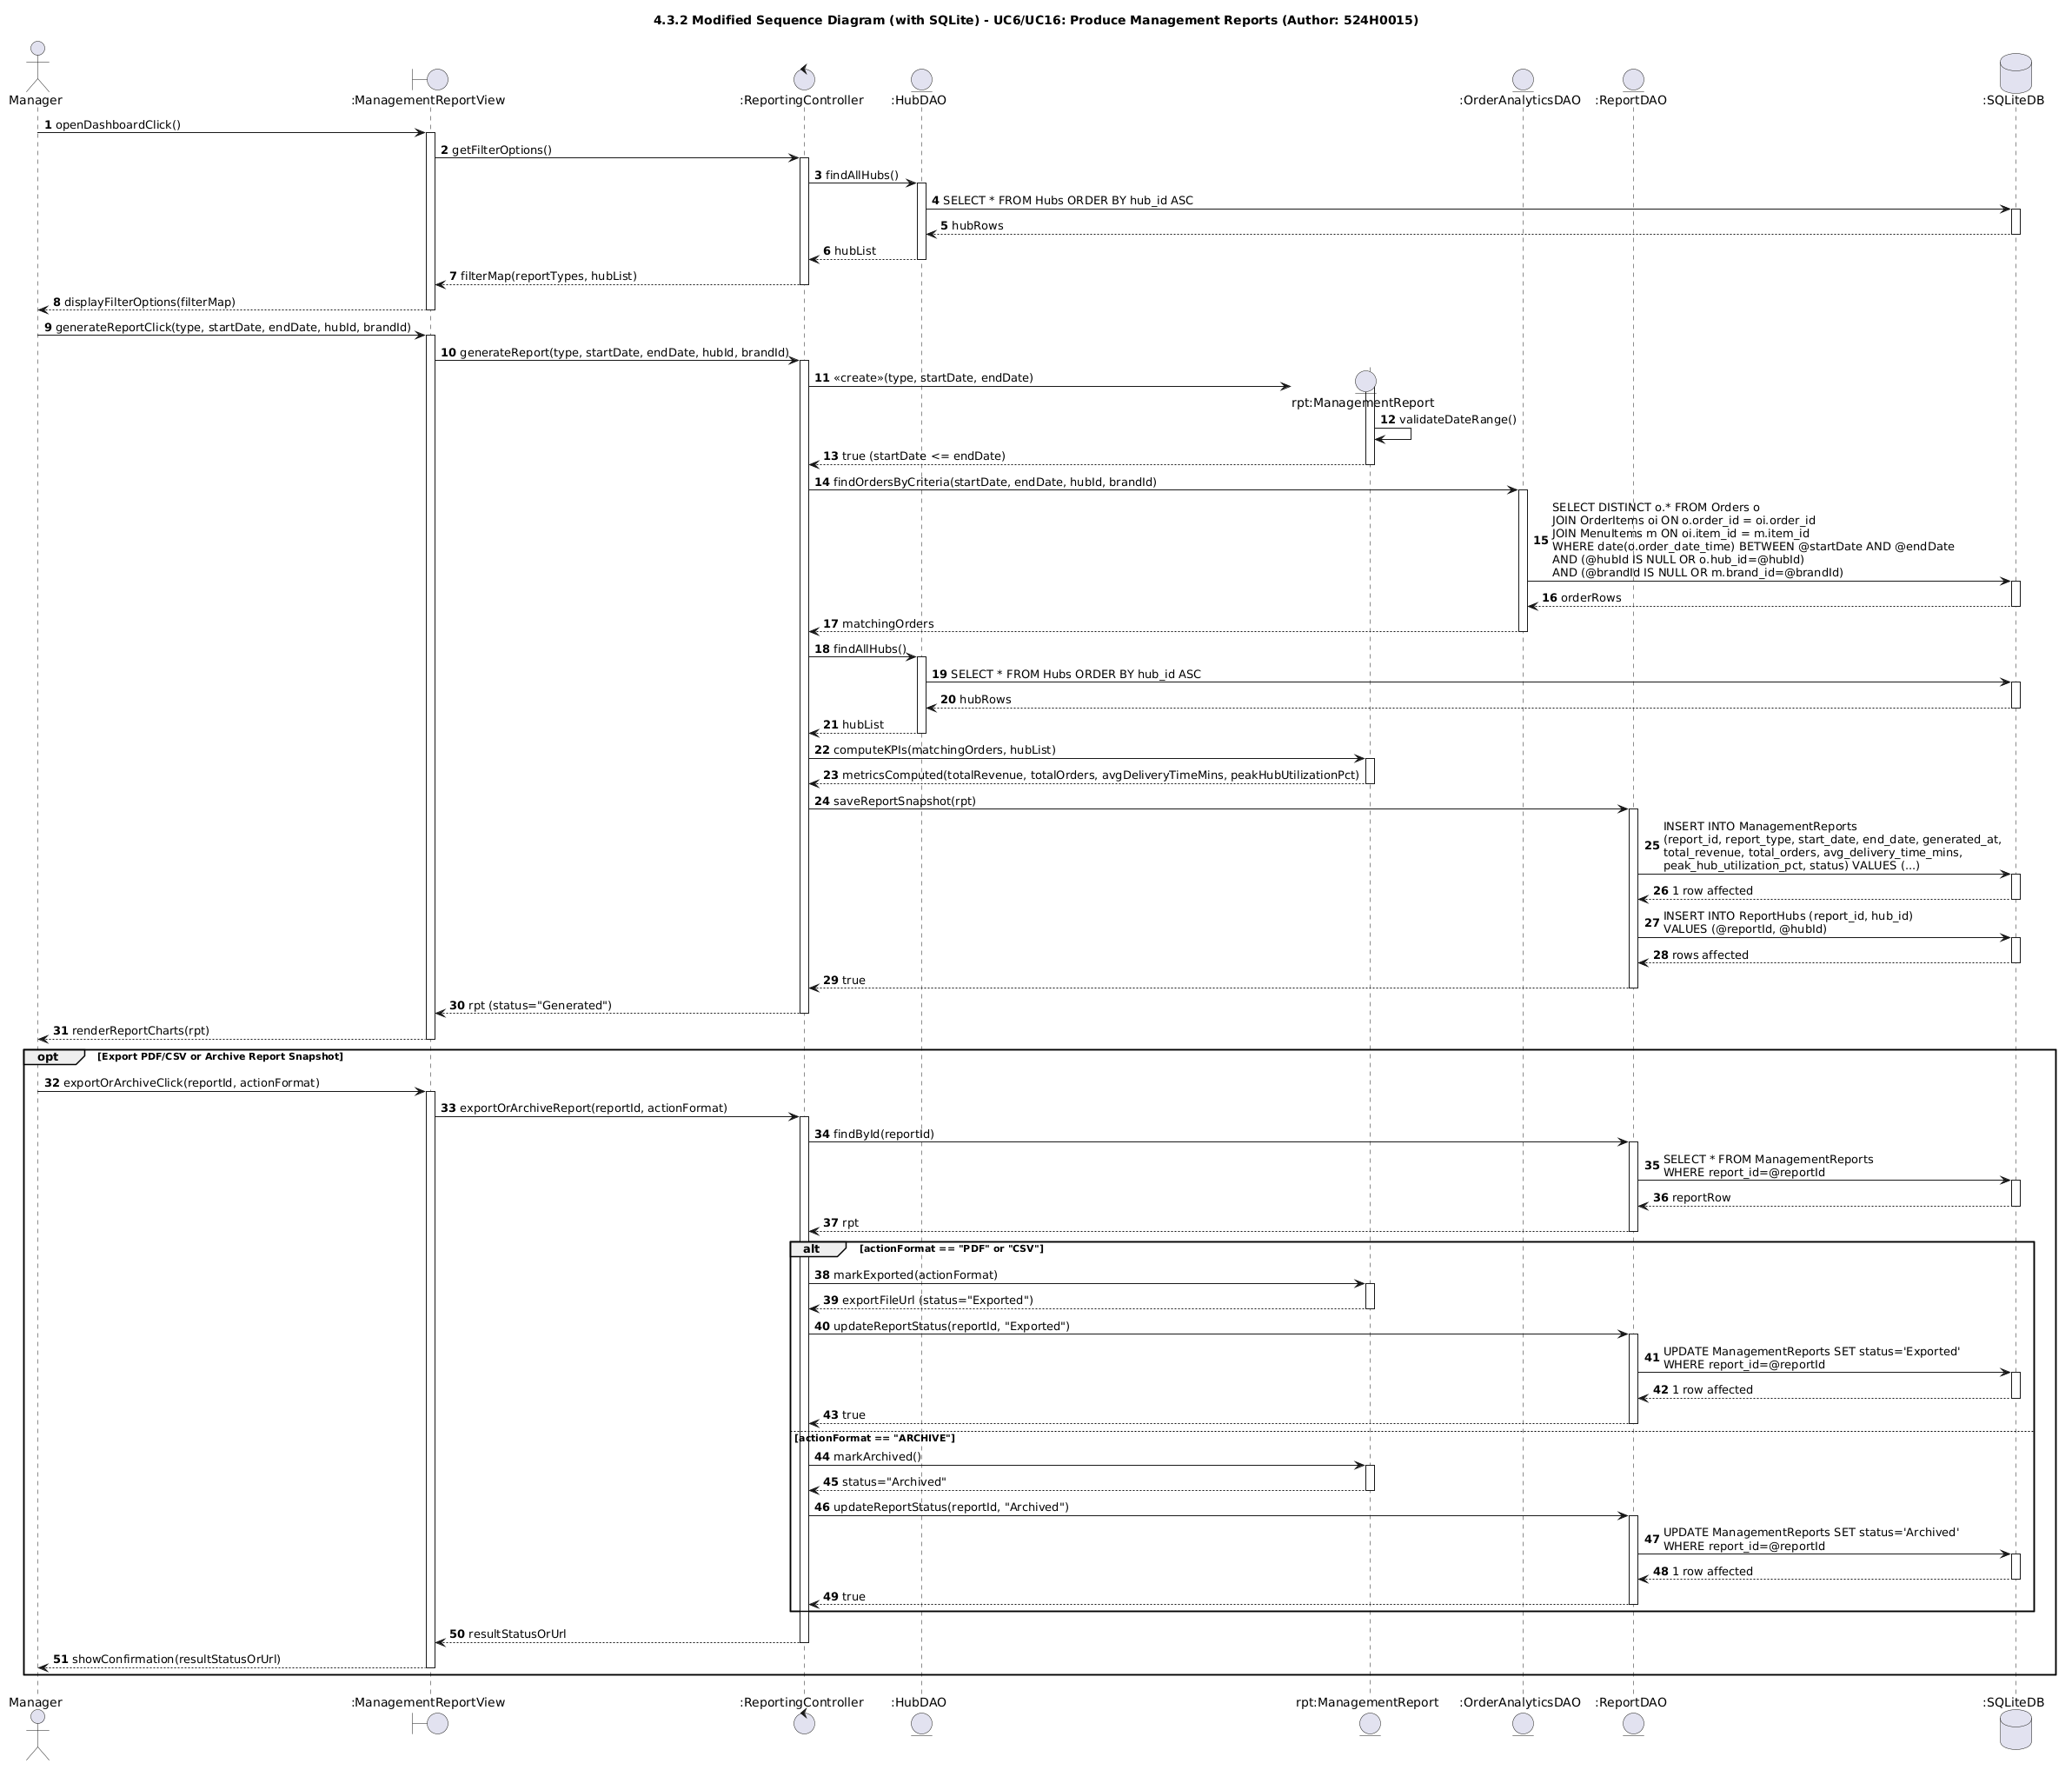 4.3.2 Modified Sequence Diagram (with SQLite) - UC6/UC16: Produce Management Reports (Author: 524H0015)
Manager
:ManagementReportView
:ReportingController
:HubDAO
:OrderAnalyticsDAO
:ReportDAO
:SQLiteDB
1 openDashboardClick()
2 getFilterOptions()
3 findAllHubs()
4 SELECT * FROM Hubs ORDER BY hub_id ASC
5 hubRows
6 hubList
7 filterMap(reportTypes, hubList)
8 displayFilterOptions(filterMap)
9 generateReportClick(type, startDate, endDate, hubId, brandId)
10 generateReport(type, startDate, endDate, hubId, brandId)
11 «create»(type, startDate, endDate)
rpt:ManagementReport
12 validateDateRange()
13 true (startDate <= endDate)
14 findOrdersByCriteria(startDate, endDate, hubId, brandId)
SELECT DISTINCT o.* FROM Orders o
JOIN OrderItems oi ON o.order_id = oi.order_id
JOIN MenuItems m ON oi.item_id = m.item_id
15 WHERE date(o.order_date_time) BETWEEN @startDate AND @endDate
AND (@hubId IS NULL OR o.hub_id=@hubId)
AND (@brandId IS NULL OR m.brand_id=@brandId)
16 orderRows
17 matchingOrders
18 findAllHubs()
19 SELECT * FROM Hubs ORDER BY hub_id ASC
20 hubRows
21 hubList
22 computeKPIs(matchingOrders, hubList)
23 metricsComputed(totalRevenue, totalOrders, avgDeliveryTimeMins, peakHubUtilizationPct)
24 saveReportSnapshot(rpt)
INSERT INTO ManagementReports
25 (report_id, report_type, start_date, end_date, generated_at,
total_revenue, total_orders, avg_delivery_time_mins,
peak_hub_utilization_pct, status) VALUES (...)
26 1 row affected
27 INSERT INTO ReportHubs (report_id, hub_id)
VALUES (@reportId, @hubId)
28 rows affected
29 true
30 rpt (status="Generated")
31 renderReportCharts(rpt)
opt [Export PDF/CSV or Archive Report Snapshot]
32 exportOrArchiveClick(reportId, actionFormat)
33 exportOrArchiveReport(reportId, actionFormat)
34 findById(reportId)
35 SELECT * FROM ManagementReports
WHERE report_id=@reportId
36 reportRow
37 rpt
alt [actionFormat == "PDF" or "CSV"]
38 markExported(actionFormat)
39 exportFileUrl (status="Exported")
40 updateReportStatus(reportId, "Exported")
41 UPDATE ManagementReports SET status='Exported'
WHERE report_id=@reportId
42 1 row affected
43 true
[actionFormat == "ARCHIVE"]
44 markArchived()
45 status="Archived"
46 updateReportStatus(reportId, "Archived")
47 UPDATE ManagementReports SET status='Archived'
WHERE report_id=@reportId
48 1 row affected
49 true
50 resultStatusOrUrl
51 showConfirmation(resultStatusOrUrl)
Manager
:ManagementReportView
:ReportingController
:HubDAO
rpt:ManagementReport
:OrderAnalyticsDAO
:ReportDAO
:SQLiteDB